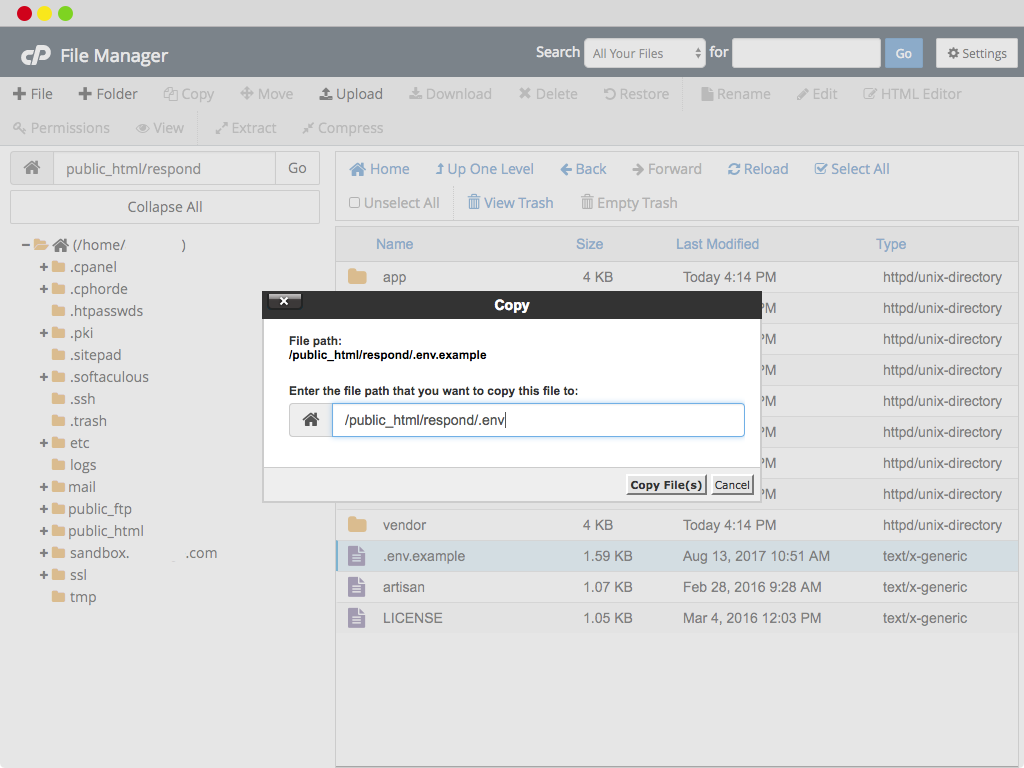 cP File Manager
Search All Your Files for Go Settings
File Folder Copy Move Upload Download Delete Restore Rename Edit HTML Editor
Permissions View Extract Compress
public_html/respond Go
Collapse All
(/home/ )
.cpanel
.cphorde
.htpasswds
.pki
.sitepad
.softaculous
.ssh
.trash
etc
logs
mail
public_ftp
public_html
sandbox. .com
ssl
tmp
Home Up One Level Back Forward Reload Select All
Unselect All View Trash Empty Trash
Name Size Last Modified Type
app 4 KB Today 4:14 PM httpd/unix-directory
PM httpd/unix-directory
PM httpd/unix-directory
PM httpd/unix-directory
PM httpd/unix-directory
PM httpd/unix-directory
PM httpd/unix-directory
PM httpd/unix-directory
vendor 4 KB Today 4:14 PM httpd/unix-directory
.env.example 1.59 KB Aug 13, 2017 10:51 AM text/x-generic
artisan 1.07 KB Feb 28, 2016 9:28 AM text/x-generic
LICENSE 1.05 KB Mar 4, 2016 12:03 PM text/x-generic
Copy
File path:
/public_html/respond/.env.example
Enter the file path that you want to copy this file to:
/public_html/respond/.env
Copy File(s) Cancel